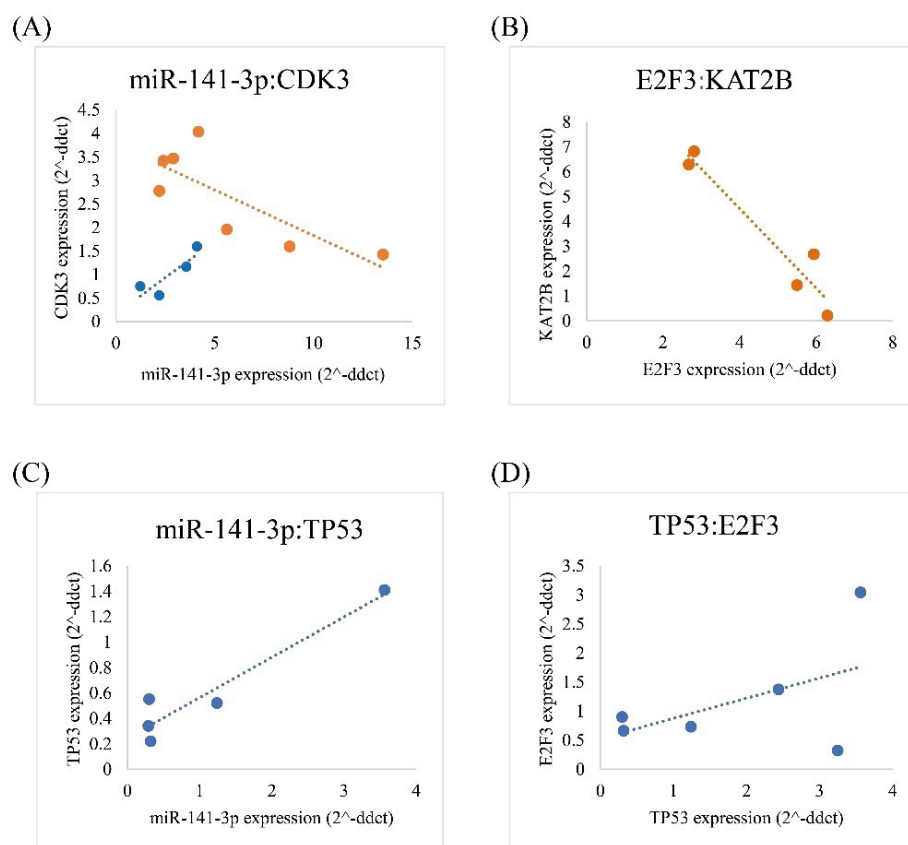 (A)
miR-141-3p:CDK3
CDK3 expression (2^-ddct)
4.5
4
3.5
3
2.5
2
1.5
1
0.5
0
0 5 10 15
miR-141-3p expression (2^-ddct)
(B)
E2F3:KAT2B
KAT2B expression (2^-ddct)
8
7
6
5
4
3
2
1
0
0 2 4 6 8
E2F3 expression (2^-ddct)
(C)
miR-141-3p:TP53
TP53 expression (2^-ddct)
1.6
1.4
1.2
1
0.8
0.6
0.4
0.2
0
0 1 2 3 4
miR-141-3p expression (2^-ddct)
(D)
TP53:E2F3
E2F3 expression (2^-ddct)
3.5
3
2.5
2
1.5
1
0.5
0
0 1 2 3 4
TP53 expression (2^-ddct)